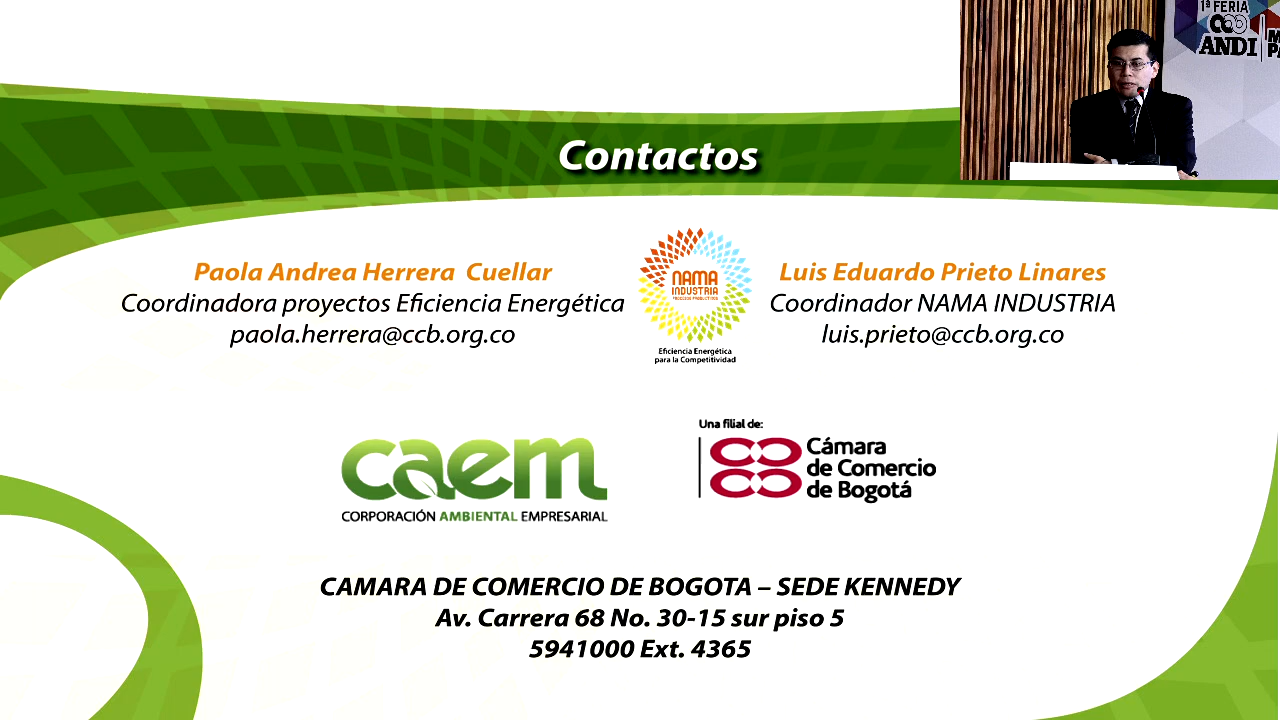 1ª FERIA
ANDI
Contactos
Paola Andrea Herrera Cuellar
Coordinadora proyectos Eficiencia Energética
paola.herrera@ccb.org.co
NAMA
INDUSTRIA
PROCESOS PRODUCTIVOS
Eficiencia Energética
para la Competitividad
Luis Eduardo Prieto Linares
Coordinador NAMA INDUSTRIA
luis.prieto@ccb.org.co
caem
CORPORACIÓN AMBIENTAL EMPRESARIAL
Una filial de:
Cámara
de Comercio
de Bogotá
CAMARA DE COMERCIO DE BOGOTA – SEDE KENNEDY
Av. Carrera 68 No. 30-15 sur piso 5
5941000 Ext. 4365